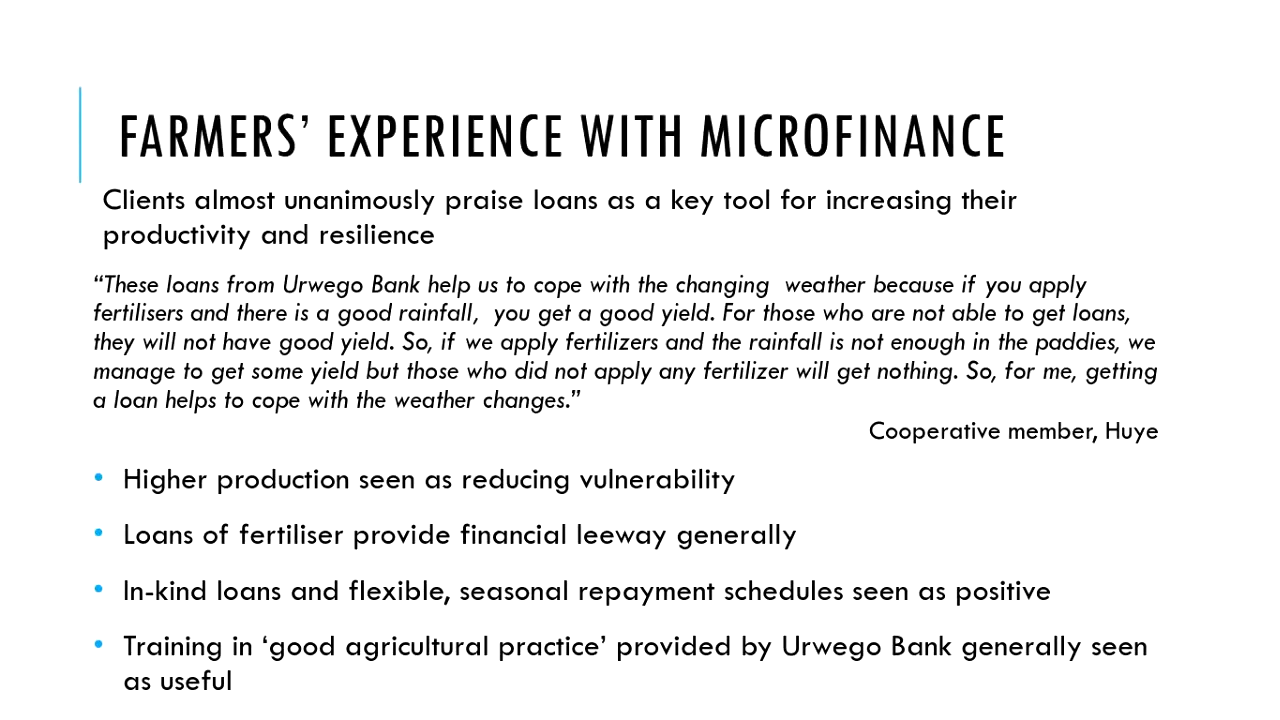 FARMERS’ EXPERIENCE WITH MICROFINANCE
Clients almost unanimously praise loans as a key tool for increasing their
productivity and resilience
“These loans from Urwego Bank help us to cope with the changing  weather because if you apply
fertilisers and there is a good rainfall,  you get a good yield. For those who are not able to get loans,
they will not have good yield. So, if we apply fertilizers and the rainfall is not enough in the paddies, we
manage to get some yield but those who did not apply any fertilizer will get nothing. So, for me, getting
a loan helps to cope with the weather changes.”
Cooperative member, Huye
• Higher production seen as reducing vulnerability
• Loans of fertiliser provide financial leeway generally
• In-kind loans and flexible, seasonal repayment schedules seen as positive
• Training in ‘good agricultural practice’ provided by Urwego Bank generally seen
as useful